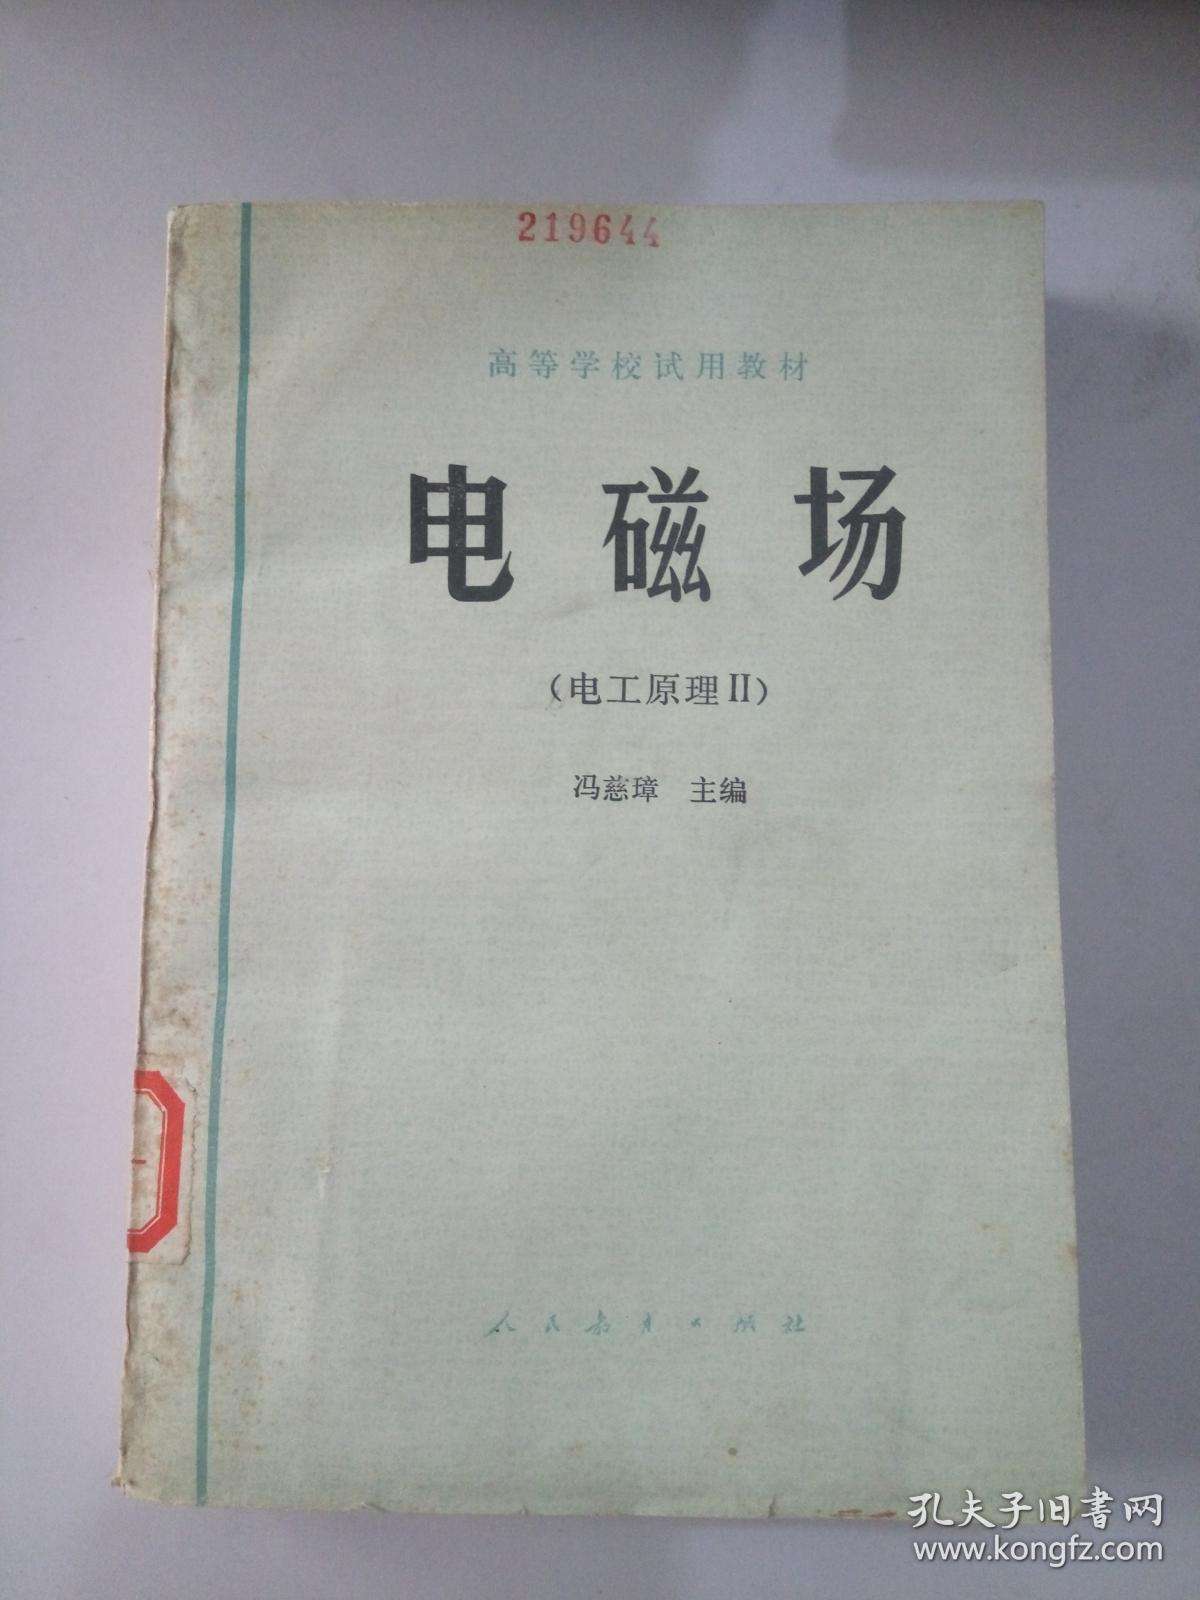 219644
高等学校试用教材
电磁场
（电工原理II）
冯慈璋 主编
人民教育出版社
孔夫子旧书网
www.kongfz.com